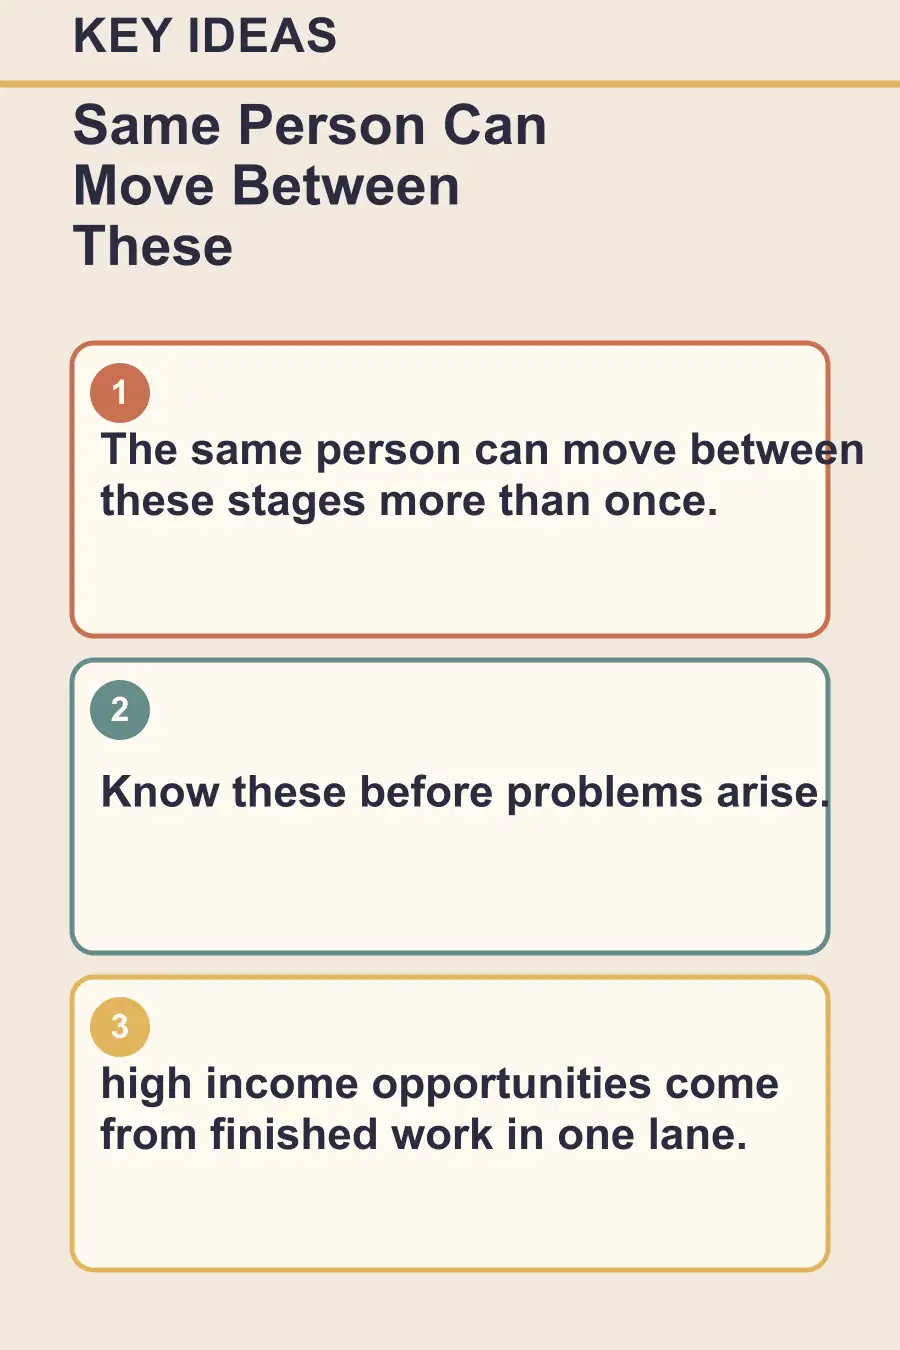 KEY IDEAS
Same Person Can
Move Between
These
1
The same person can move between
these stages more than once.
2
Know these before problems arise.
3
high income opportunities come
from finished work in one lane.